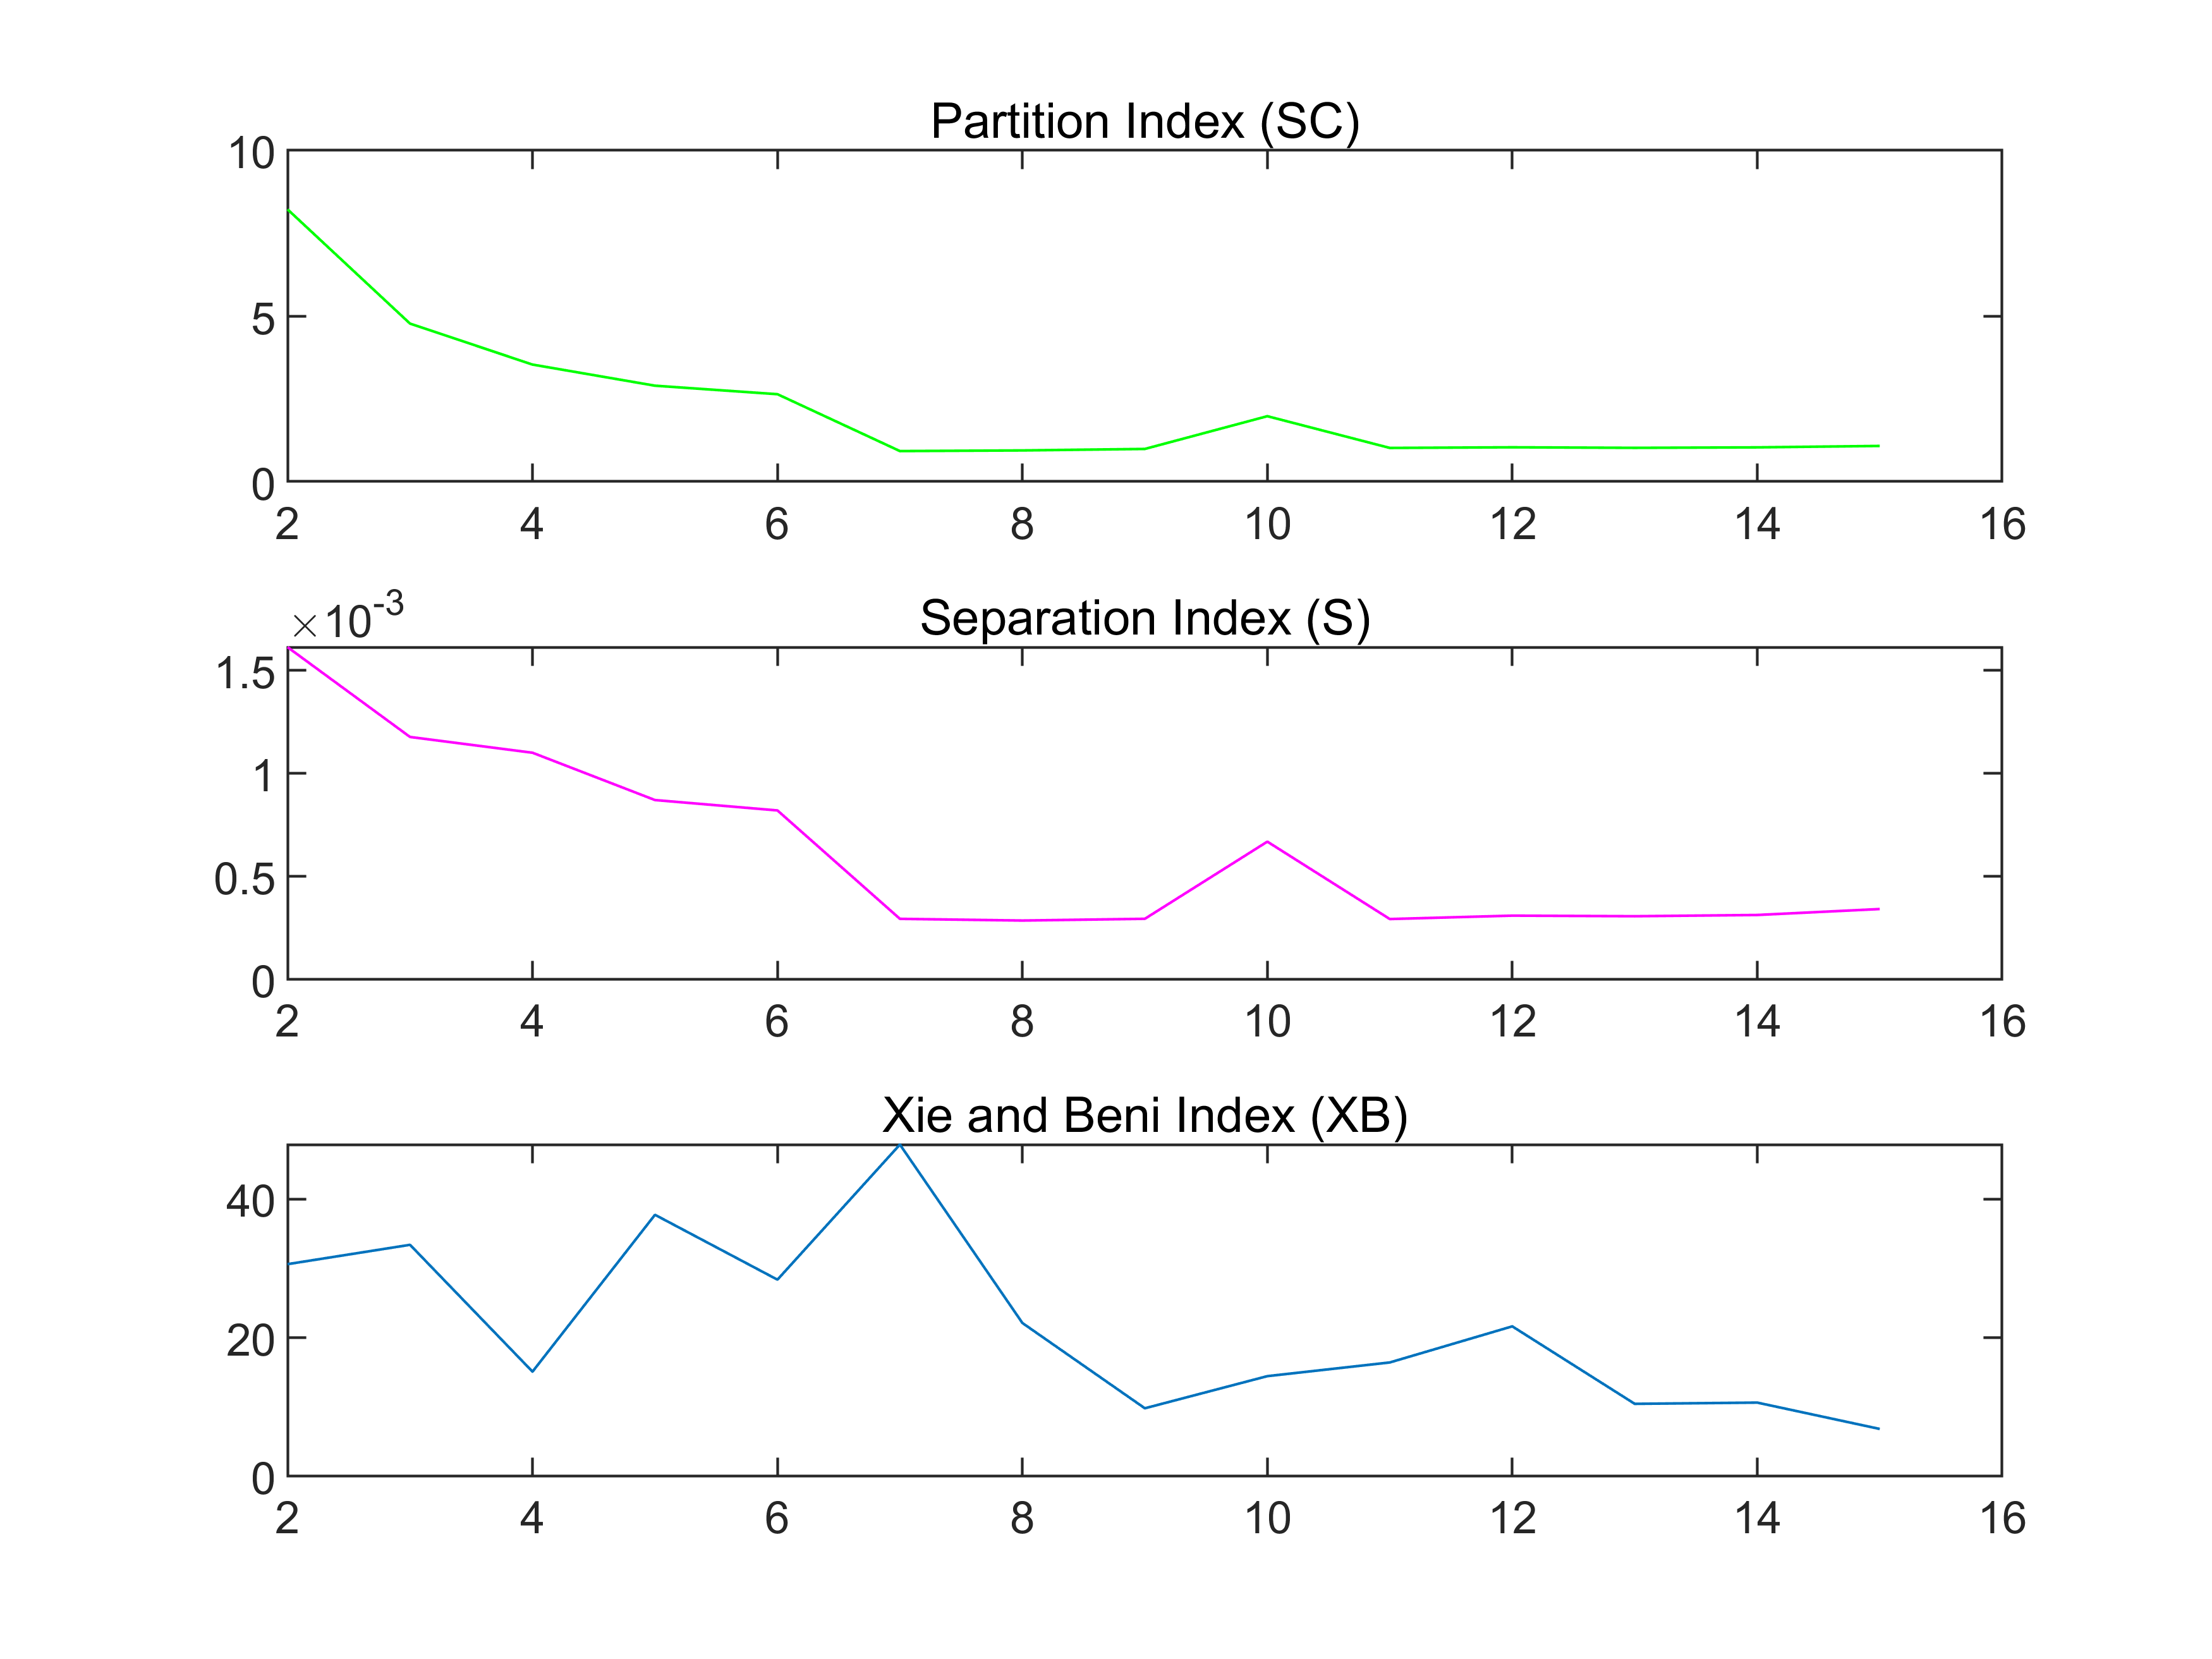 Partition Index (SC)
10
5
0
2 4 6 8 10 12 14 16
×10-3
Separation Index (S)
1.5
1
0.5
0
2 4 6 8 10 12 14 16
Xie and Beni Index (XB)
40
20
0
2 4 6 8 10 12 14 16